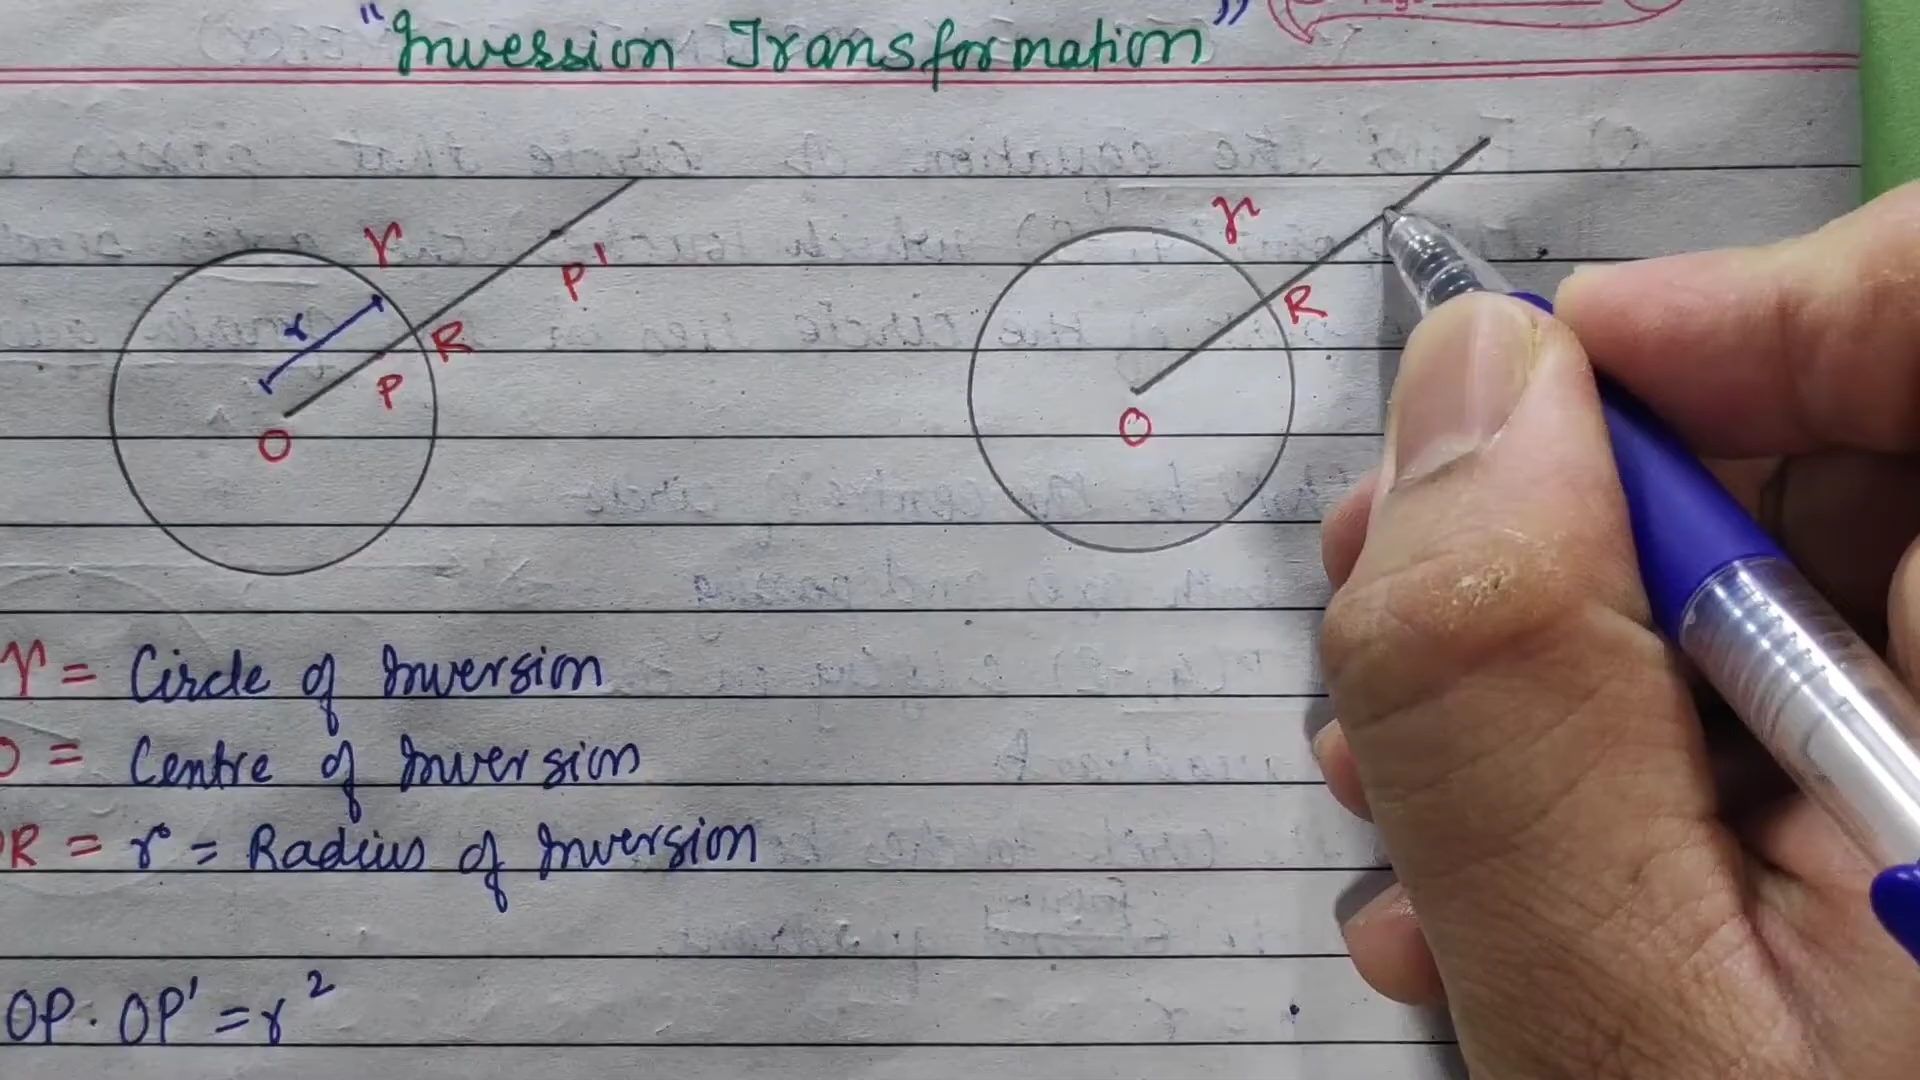 "Inversion Transformation"
γ
r
P'
R
P
O
γ
R
O
γ = Circle of Inversion
O = Centre of Inversion
OR = r = Radius of Inversion
OP · OP' = r²